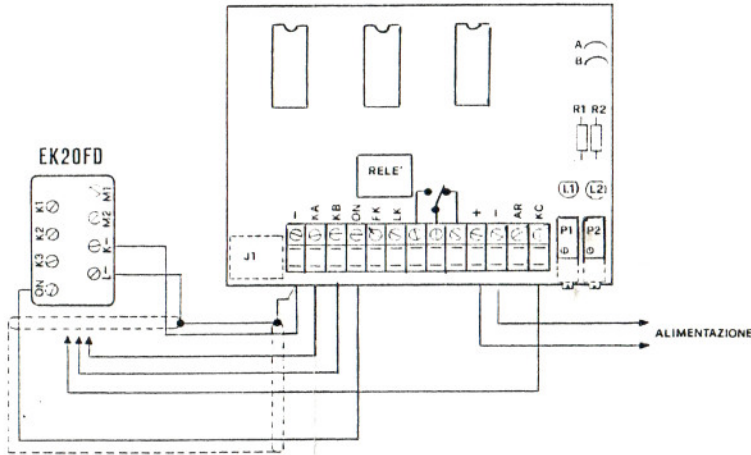 A
B
R1 R2
EK20FD
RELE'
L1 L2
K1 M1
K2 M2
K3 K-
ON L-
- KA KB ON FK LK + - AR KC
J1
P1 P2
ALIMENTAZIONE